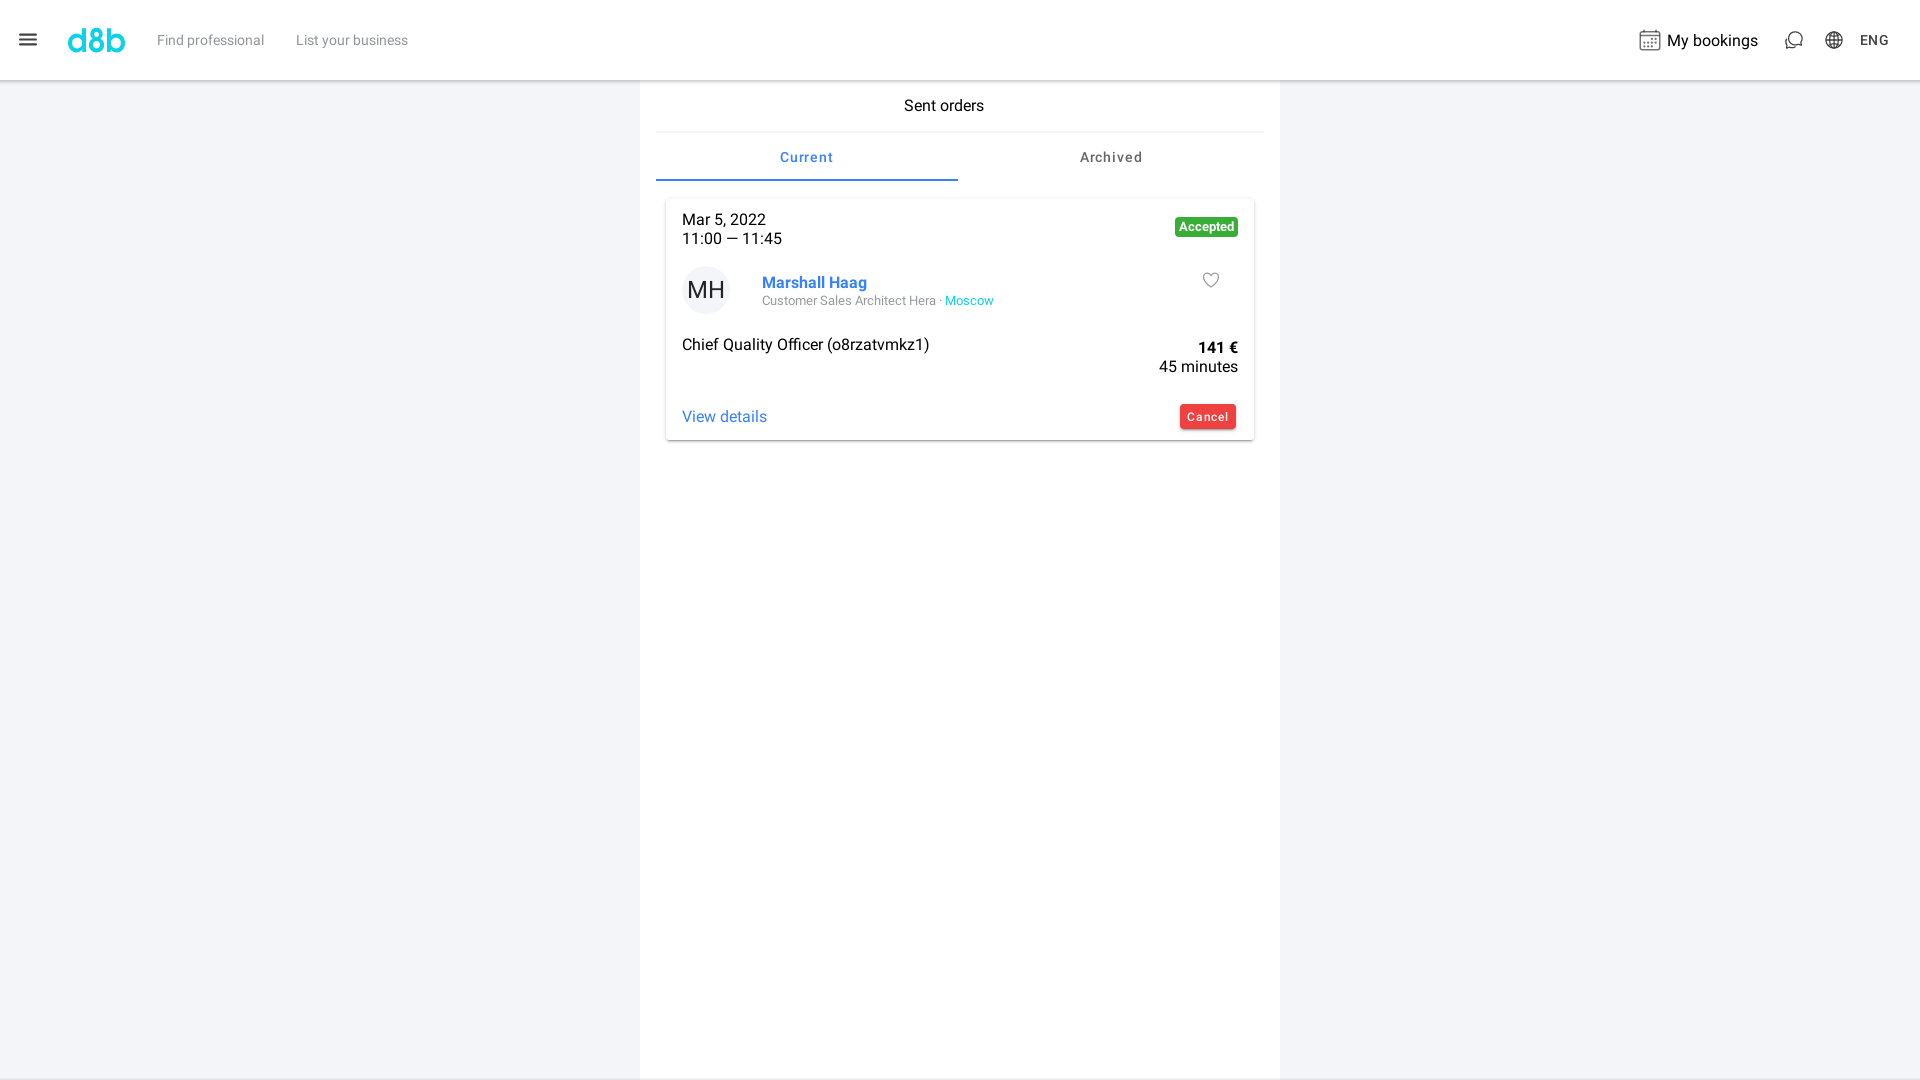 d8b
Find professional
List your business
My bookings
ENG
Sent orders
Current
Archived
Mar 5, 2022
11:00 — 11:45
Accepted
MH
Marshall Haag
Customer Sales Architect Hera · Moscow
Chief Quality Officer (o8rzatvmkz1)
141 €
45 minutes
View details
Cancel